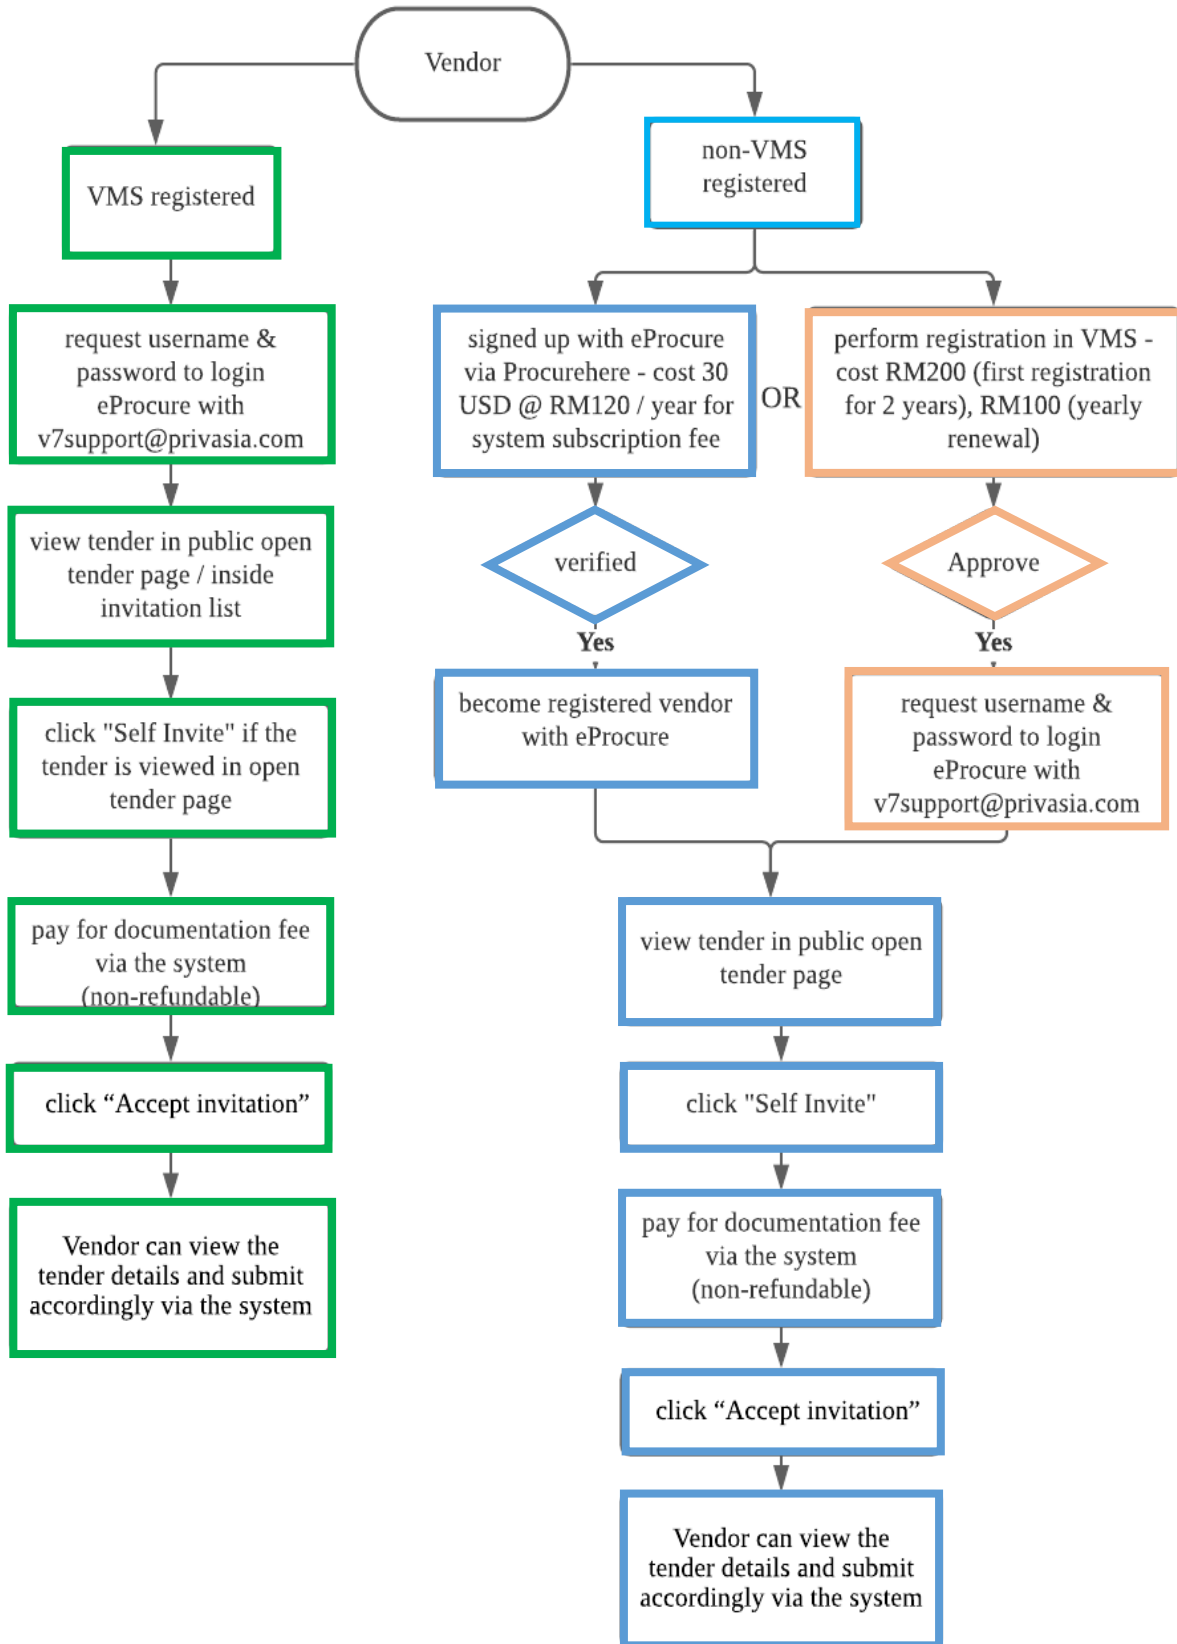 Vendor
VMS registered
request username &
password to login
eProcure with
v7support@privasia.com
view tender in public open
tender page / inside
invitation list
click "Self Invite" if the
tender is viewed in open
tender page
pay for documentation fee
via the system
(non-refundable)
click “Accept invitation”
Vendor can view the
tender details and submit
accordingly via the system
non-VMS
registered
signed up with eProcure
via Procurehere - cost 30
USD @ RM120 / year for
system subscription fee
OR
perform registration in VMS -
cost RM200 (first registration
for 2 years), RM100 (yearly
renewal)
verified
Yes
become registered vendor
with eProcure
Approve
Yes
request username &
password to login
eProcure with
v7support@privasia.com
view tender in public open
tender page
click "Self Invite"
pay for documentation fee
via the system
(non-refundable)
click “Accept invitation”
Vendor can view the
tender details and submit
accordingly via the system